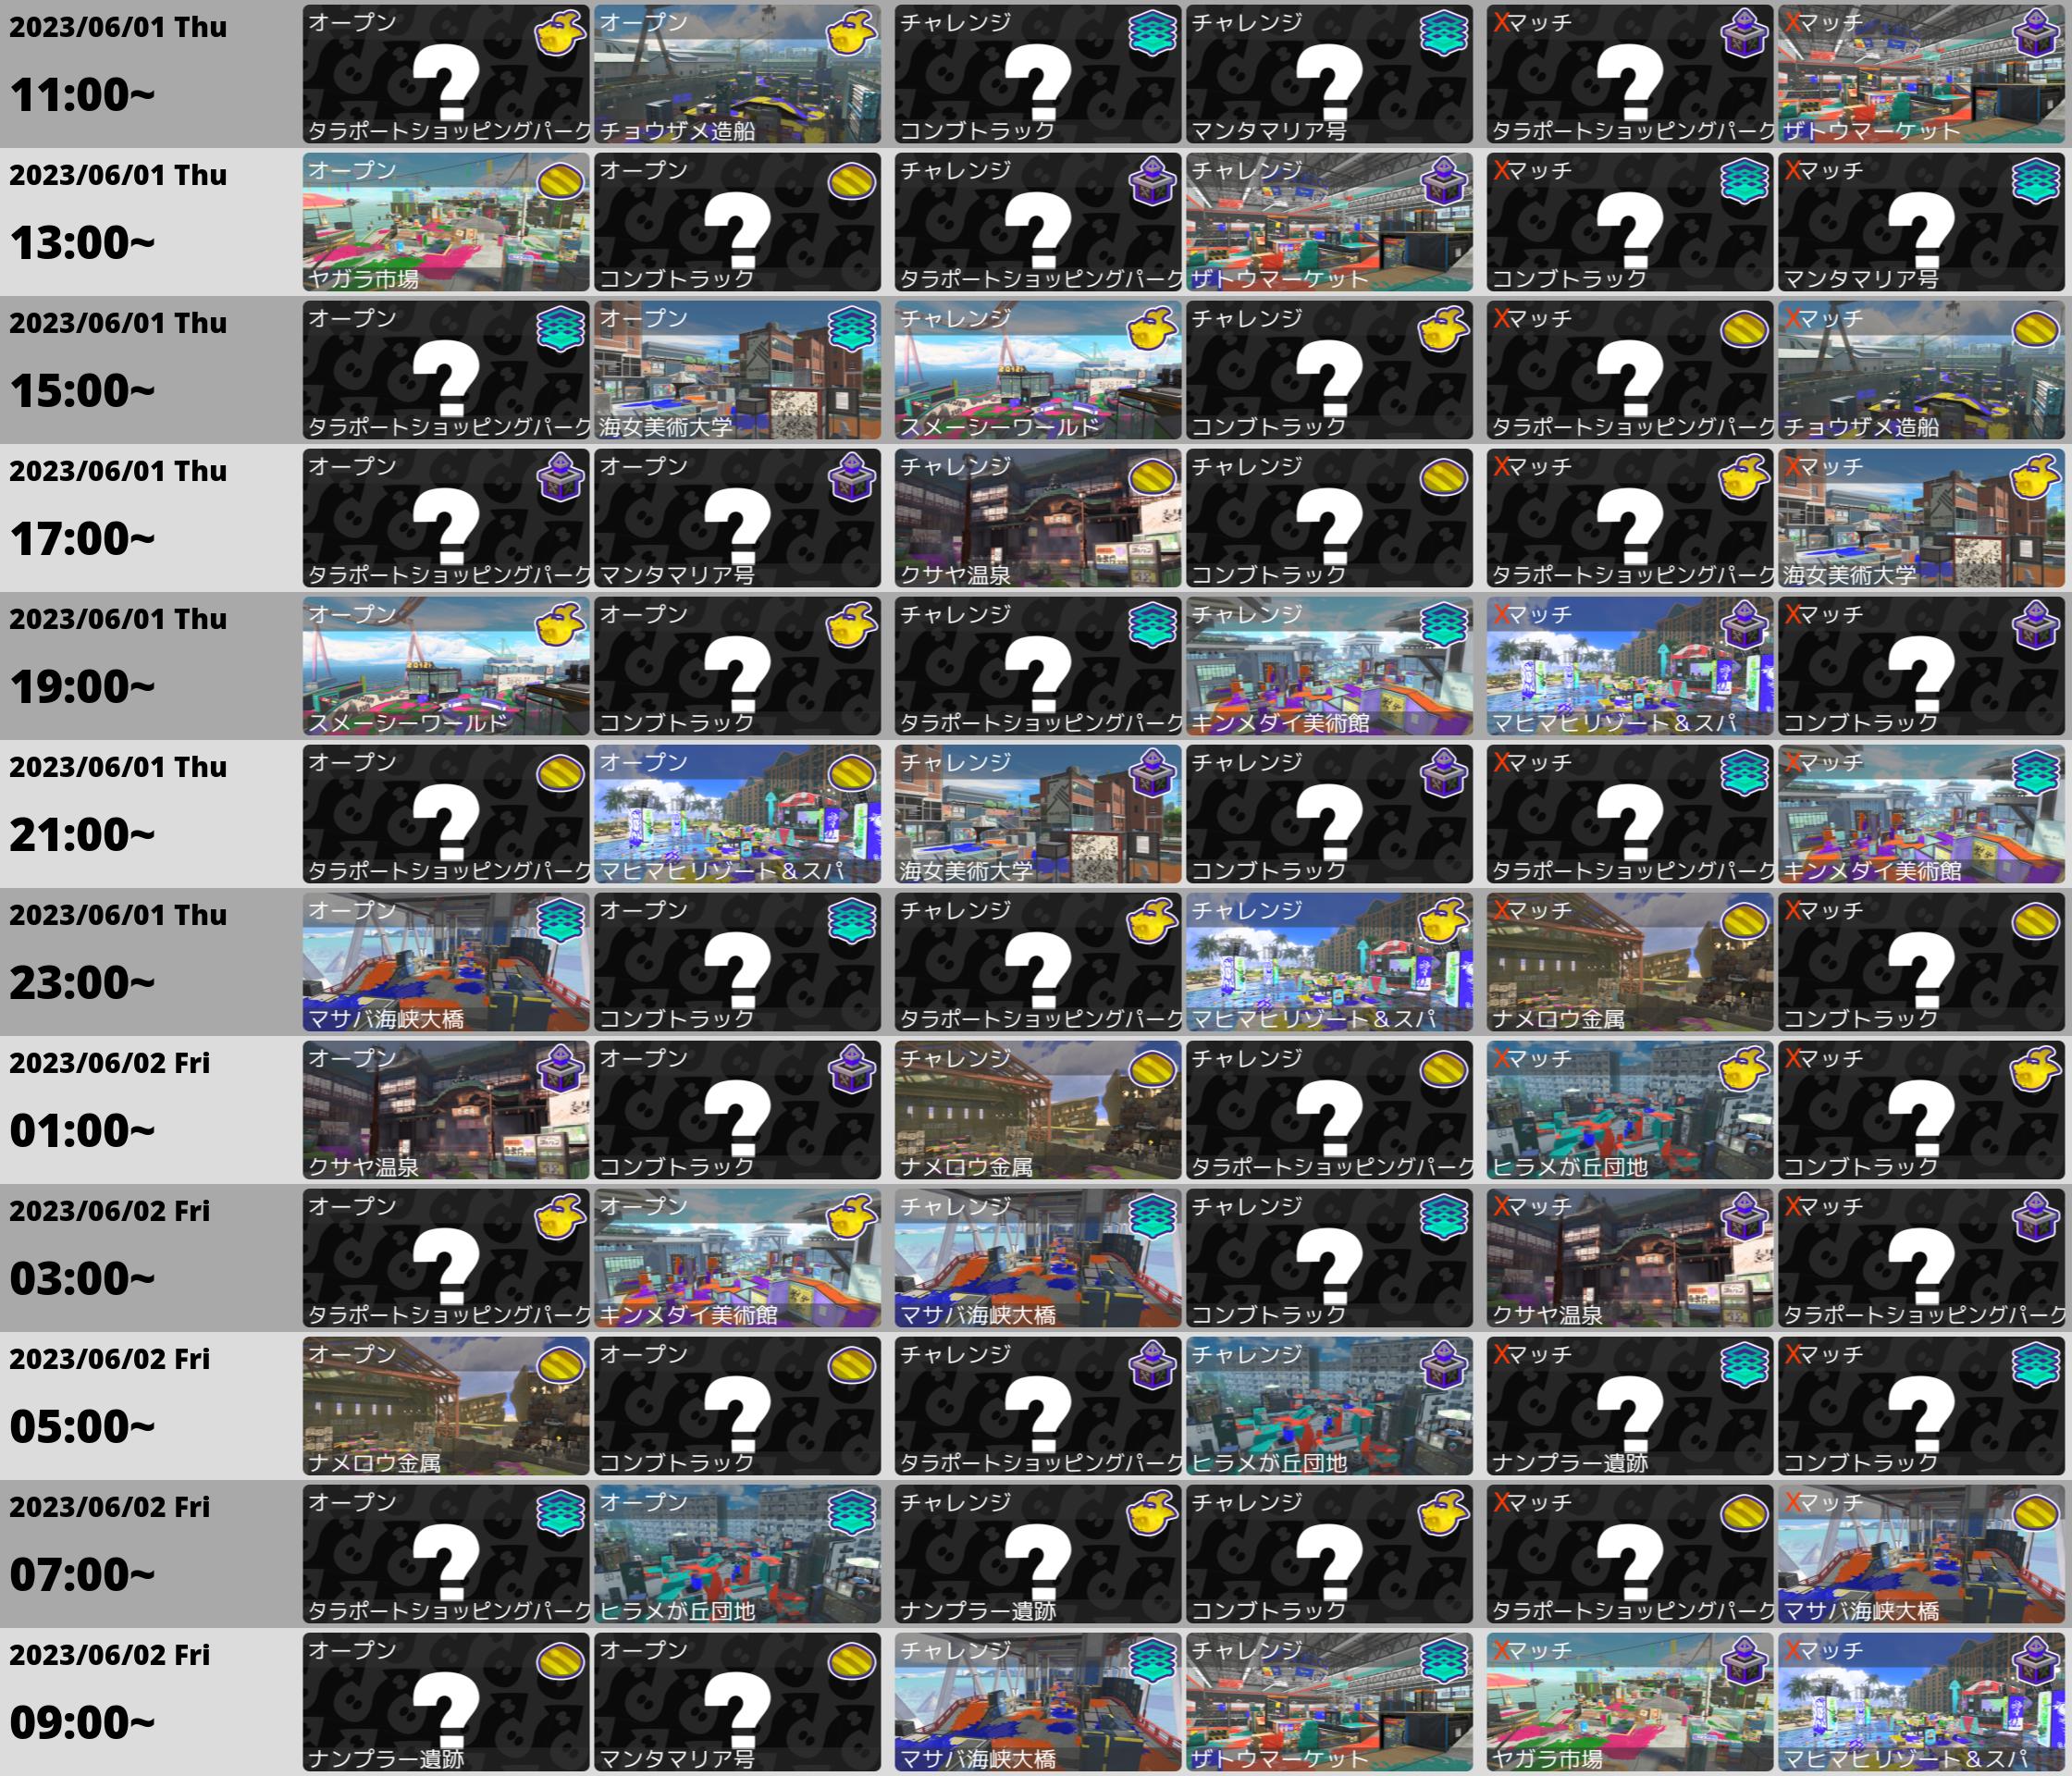 2023/06/01 Thu
11:00~
オープン
タラポートショッピングパーク
オープン
チョウザメ造船
チャレンジ
コンブトラック
チャレンジ
マンタマリア号
Xマッチ
タラポートショッピングパーク
Xマッチ
ザトウマーケット
2023/06/01 Thu
13:00~
オープン
ヤガラ市場
オープン
コンブトラック
チャレンジ
タラポートショッピングパーク
チャレンジ
ザトウマーケット
Xマッチ
コンブトラック
Xマッチ
マンタマリア号
2023/06/01 Thu
15:00~
オープン
タラポートショッピングパーク
オープン
海女美術大学
チャレンジ
スメーシーワールド
チャレンジ
コンブトラック
Xマッチ
タラポートショッピングパーク
Xマッチ
チョウザメ造船
2023/06/01 Thu
17:00~
オープン
タラポートショッピングパーク
オープン
マンタマリア号
チャレンジ
クサヤ温泉
チャレンジ
コンブトラック
Xマッチ
タラポートショッピングパーク
Xマッチ
海女美術大学
2023/06/01 Thu
19:00~
オープン
スメーシーワールド
オープン
コンブトラック
チャレンジ
タラポートショッピングパーク
チャレンジ
キンメダイ美術館
Xマッチ
マヒマヒリゾート＆スパ
Xマッチ
コンブトラック
2023/06/01 Thu
21:00~
オープン
タラポートショッピングパーク
オープン
マヒマヒリゾート＆スパ
チャレンジ
海女美術大学
チャレンジ
コンブトラック
Xマッチ
タラポートショッピングパーク
Xマッチ
キンメダイ美術館
2023/06/01 Thu
23:00~
オープン
マサバ海峡大橋
オープン
コンブトラック
チャレンジ
タラポートショッピングパーク
チャレンジ
マヒマヒリゾート＆スパ
Xマッチ
ナメロウ金属
Xマッチ
コンブトラック
2023/06/02 Fri
01:00~
オープン
クサヤ温泉
オープン
コンブトラック
チャレンジ
ナメロウ金属
チャレンジ
タラポートショッピングパーク
Xマッチ
ヒラメが丘団地
Xマッチ
コンブトラック
2023/06/02 Fri
03:00~
オープン
タラポートショッピングパーク
オープン
キンメダイ美術館
チャレンジ
マサバ海峡大橋
チャレンジ
コンブトラック
Xマッチ
クサヤ温泉
Xマッチ
タラポートショッピングパーク
2023/06/02 Fri
05:00~
オープン
ナメロウ金属
オープン
コンブトラック
チャレンジ
タラポートショッピングパーク
チャレンジ
ヒラメが丘団地
Xマッチ
ナンプラー遺跡
Xマッチ
コンブトラック
2023/06/02 Fri
07:00~
オープン
タラポートショッピングパーク
オープン
ヒラメが丘団地
チャレンジ
ナンプラー遺跡
チャレンジ
コンブトラック
Xマッチ
タラポートショッピングパーク
Xマッチ
マサバ海峡大橋
2023/06/02 Fri
09:00~
オープン
ナンプラー遺跡
オープン
マンタマリア号
チャレンジ
マサバ海峡大橋
チャレンジ
ザトウマーケット
Xマッチ
ヤガラ市場
Xマッチ
マヒマヒリゾート＆スパ